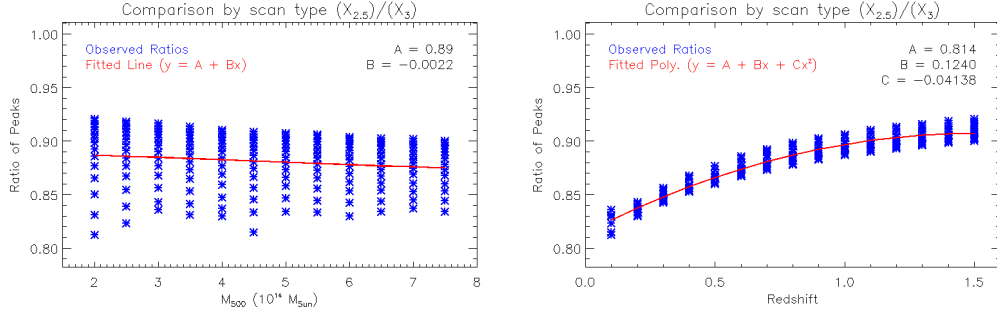 Comparison by scan type (X2.5)/(X3)
Observed Ratios
Fitted Line (y = A + Bx)
A = 0.89
B = −0.0022
1.00
0.95
0.90
0.85
0.80
Ratio of Peaks
2 3 4 5 6 7 8
M500 (10¹⁴ MSun)
Comparison by scan type (X2.5)/(X3)
Observed Ratios
Fitted Poly. (y = A + Bx + Cx²)
A = 0.814
B = 0.1240
C = −0.04138
1.00
0.95
0.90
0.85
0.80
Ratio of Peaks
0.0 0.5 1.0 1.5
Redshift